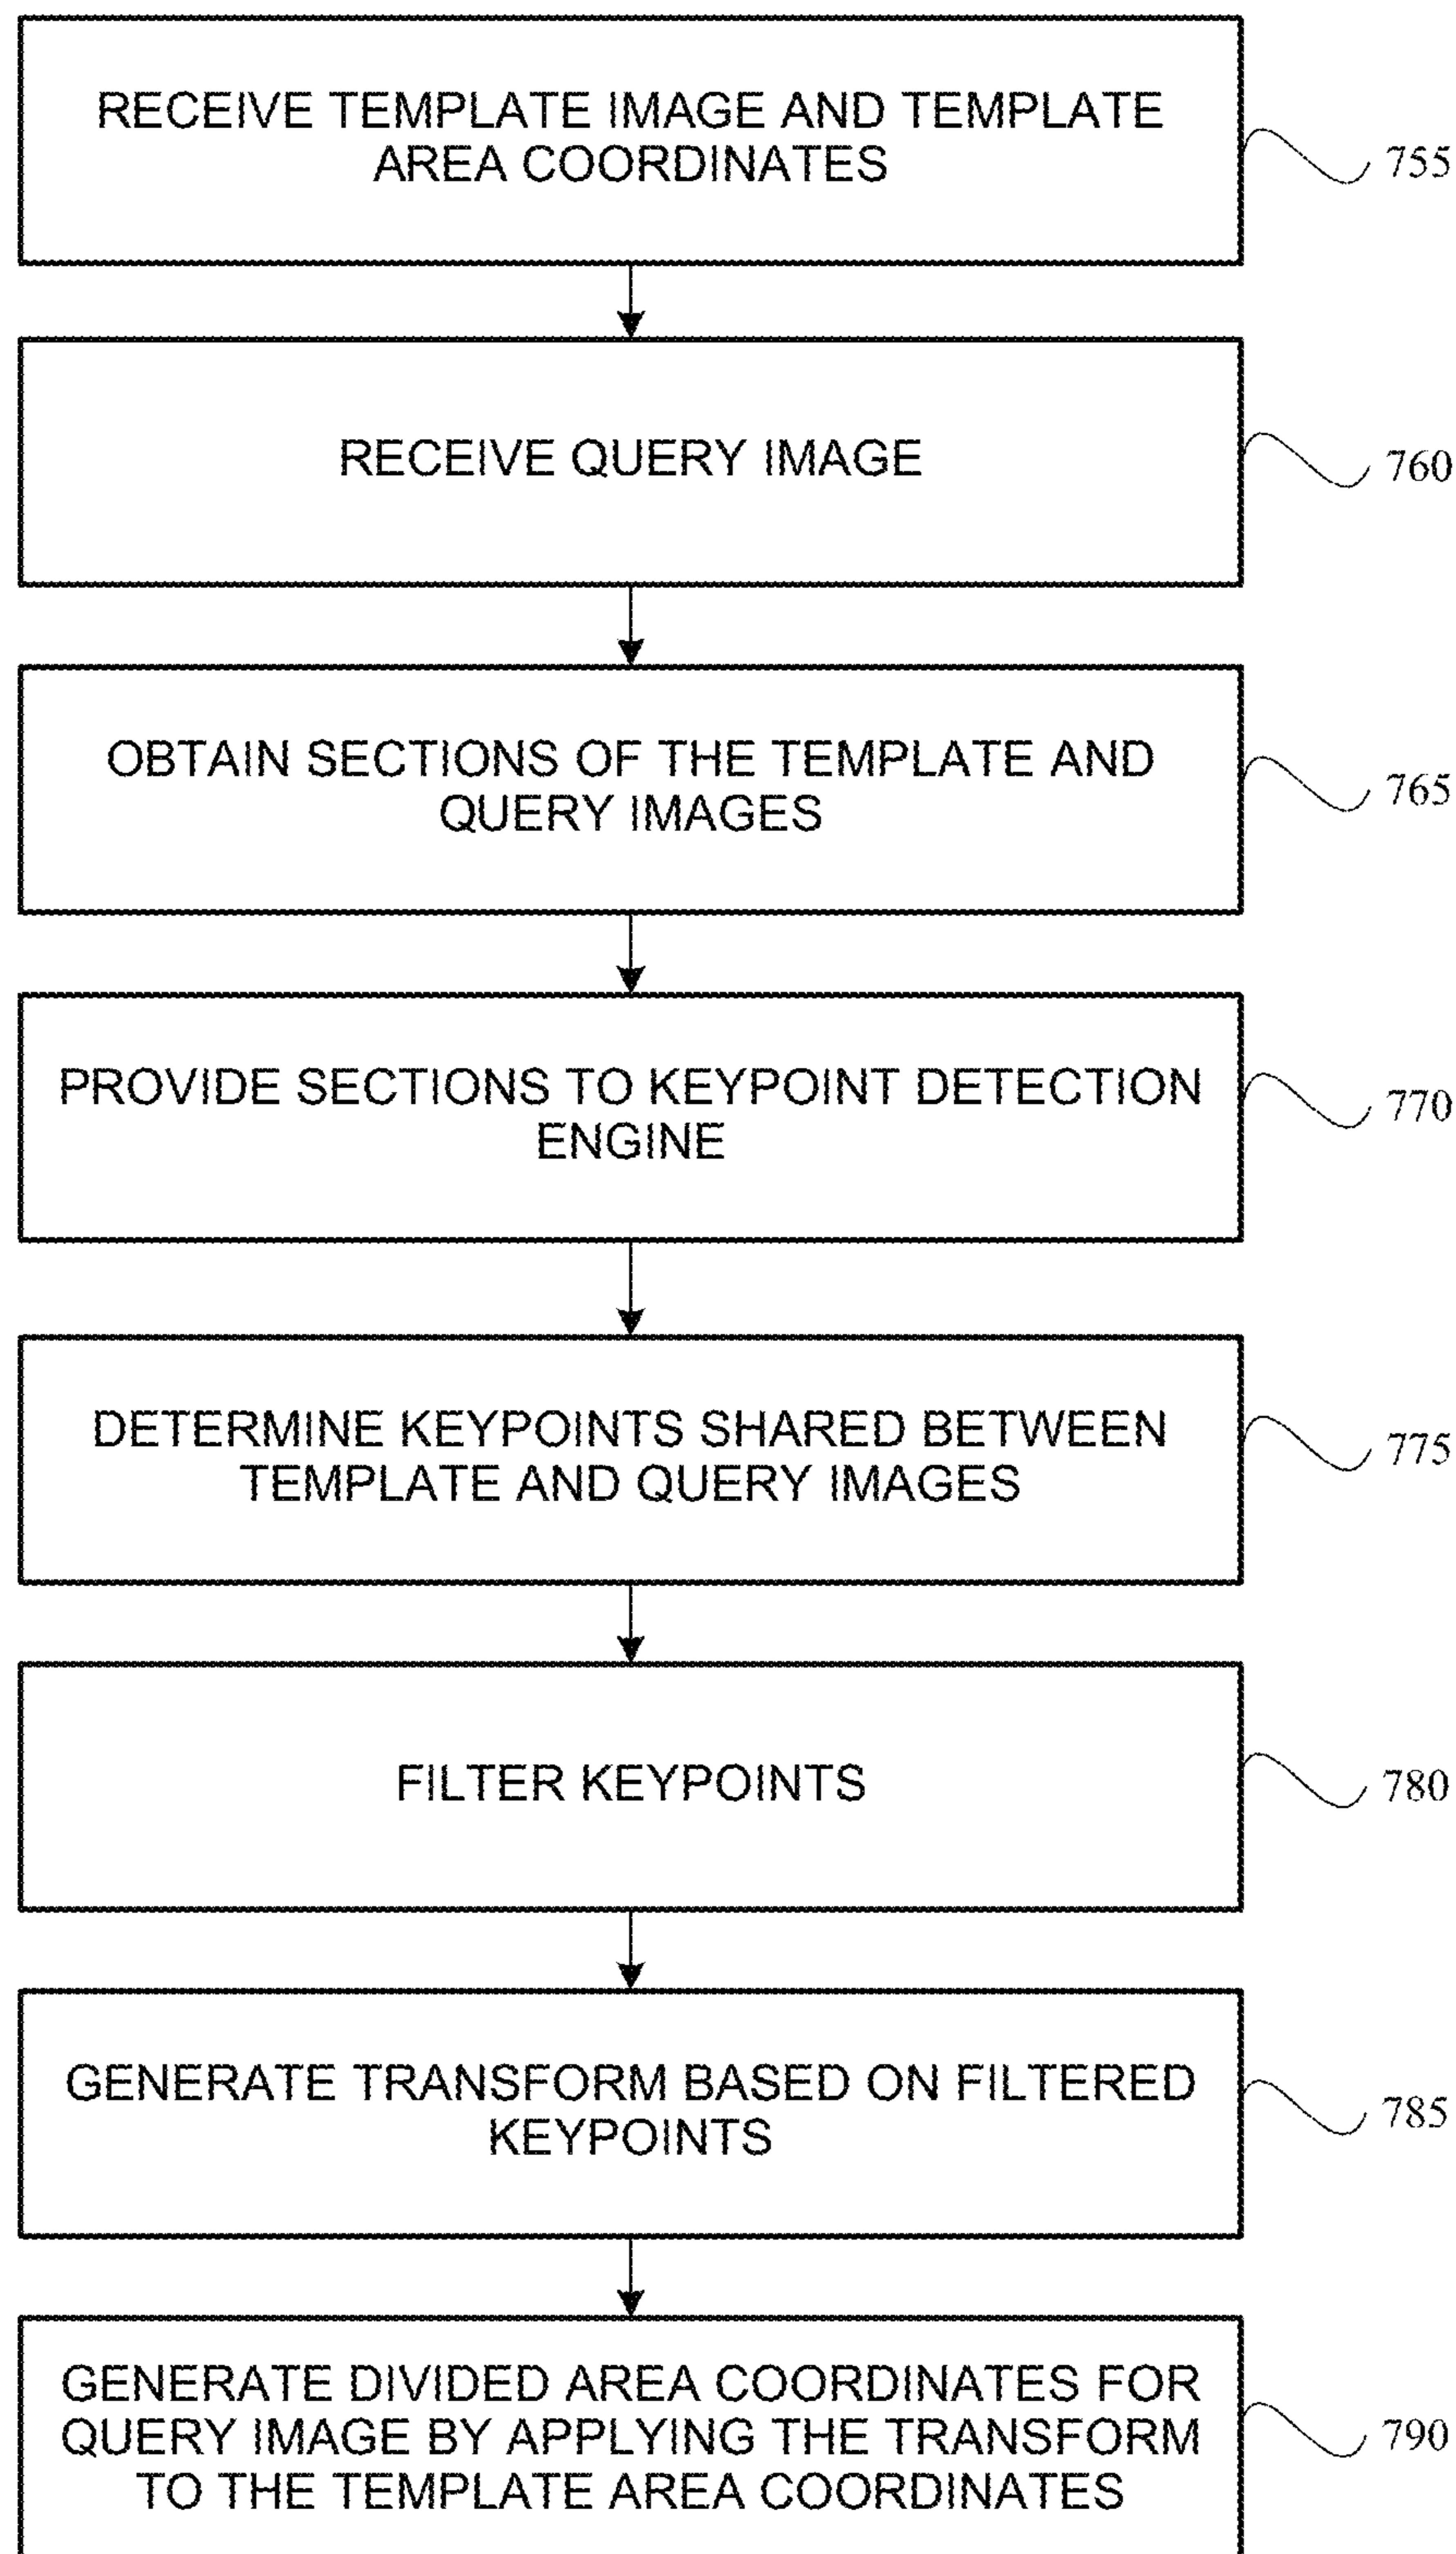 RECEIVE TEMPLATE IMAGE AND TEMPLATE
AREA COORDINATES
755
RECEIVE QUERY IMAGE
760
OBTAIN SECTIONS OF THE TEMPLATE AND
QUERY IMAGES
765
PROVIDE SECTIONS TO KEYPOINT DETECTION
ENGINE
770
DETERMINE KEYPOINTS SHARED BETWEEN
TEMPLATE AND QUERY IMAGES
775
FILTER KEYPOINTS
780
GENERATE TRANSFORM BASED ON FILTERED
KEYPOINTS
785
GENERATE DIVIDED AREA COORDINATES FOR
QUERY IMAGE BY APPLYING THE TRANSFORM
TO THE TEMPLATE AREA COORDINATES
790